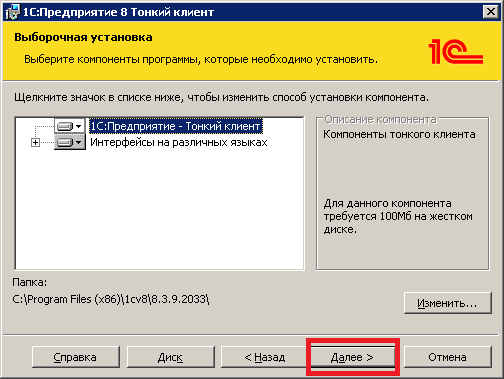 1С:Предприятие 8 Тонкий клиент
Выборочная установка
Выберите компоненты программы, которые необходимо установить.
1С
Щелкните значок в списке ниже, чтобы изменить способ установки компонента.
1С:Предприятие - Тонкий клиент
Интерфейсы на различных языках
Описание компонента
Компоненты тонкого клиента
Для данного компонента
требуется 100Мб на жестком
диске.
Папка:
C:\Program Files (x86)\1cv8\8.3.9.2033\
Изменить...
Справка
Диск
< Назад
Далее >
Отмена